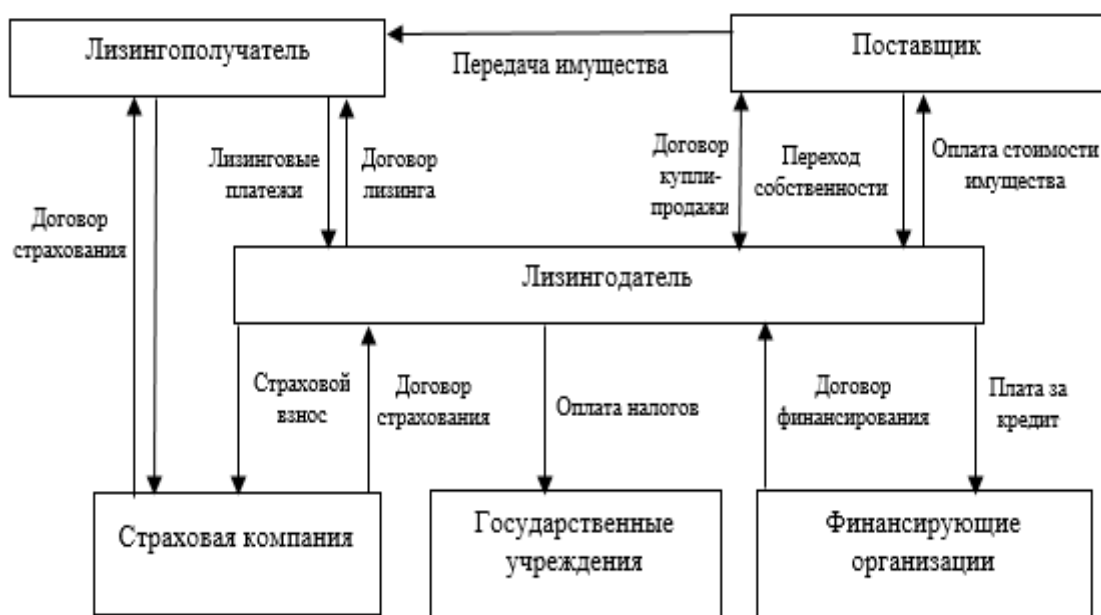 Лизингополучатель
Поставщик
Передача имущества
Лизинговые
платежи
Договор
лизинга
Договор
купли-
продажи
Переход
собственности
Оплата стоимости
имущества
Договор
страхования
Лизингодатель
Страховой
взнос
Договор
страхования
Оплата налогов
Договор
финансирования
Плата за
кредит
Страховая компания
Государственные
учреждения
Финансирующие
организации